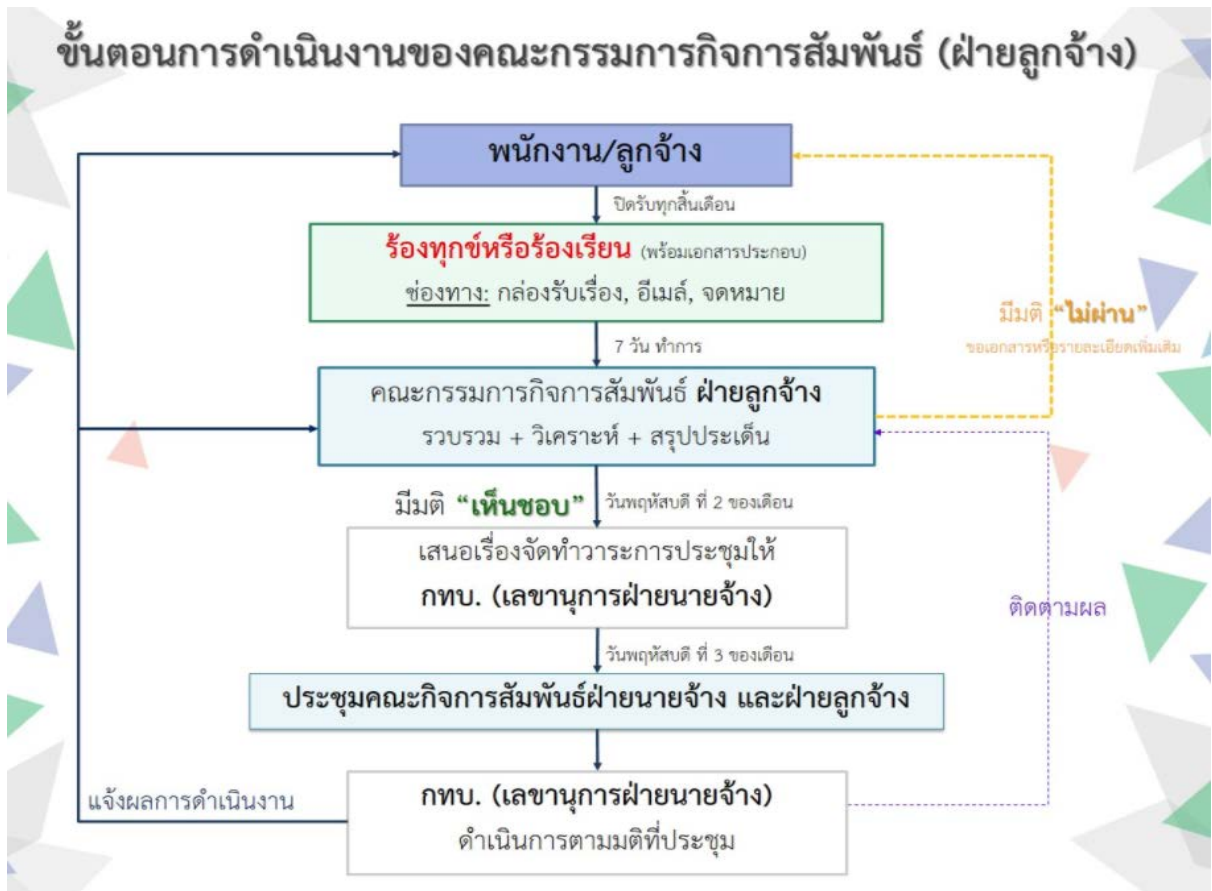 ขั้นตอนการดำเนินงานของคณะกรรมการกิจการสัมพันธ์ (ฝ่ายลูกจ้าง)
พนักงาน/ลูกจ้าง
ปิดรับทุกสิ้นเดือน
ร้องทุกข์หรือร้องเรียน (พร้อมเอกสารประกอบ)
ช่องทาง: กล่องรับเรื่อง, อีเมล์, จดหมาย
มีมติ “ไม่ผ่าน”
ขอเอกสารหรือรายละเอียดเพิ่มเติม
7 วัน ทำการ
คณะกรรมการกิจการสัมพันธ์ ฝ่ายลูกจ้าง
รวบรวม + วิเคราะห์ + สรุปประเด็น
มีมติ “เห็นชอบ”
วันพฤหัสบดี ที่ 2 ของเดือน
เสนอเรื่องจัดทำวาระการประชุมให้
กทบ. (เลขานุการฝ่ายนายจ้าง)
ติดตามผล
วันพฤหัสบดี ที่ 3 ของเดือน
ประชุมคณะกิจการสัมพันธ์ฝ่ายนายจ้าง และฝ่ายลูกจ้าง
แจ้งผลการดำเนินงาน
กทบ. (เลขานุการฝ่ายนายจ้าง)
ดำเนินการตามมติที่ประชุม